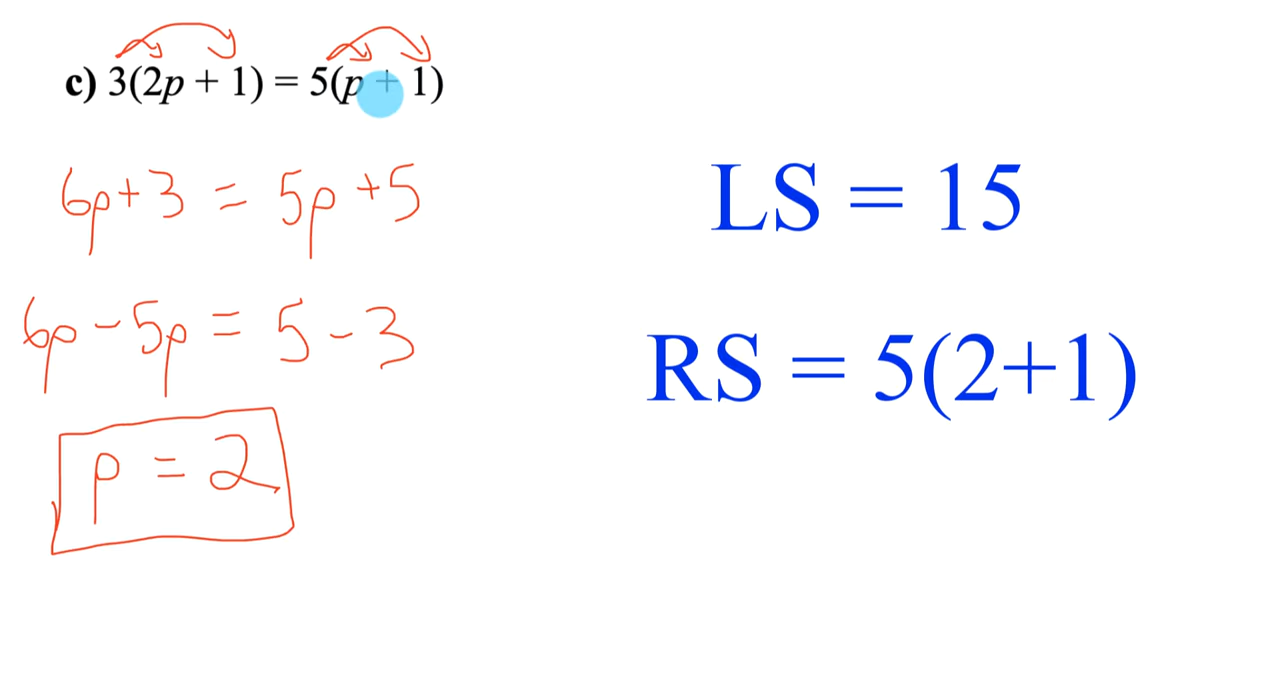 c) 3(2p + 1) = 5(p + 1)
6p+3 = 5p+5
6p-5p = 5-3
p = 2
LS = 15
RS = 5(2+1)